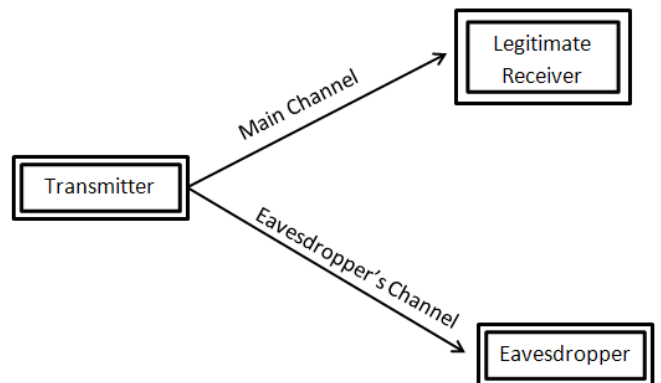 Legitimate
Receiver
Main Channel
Transmitter
Eavesdropper's Channel
Eavesdropper